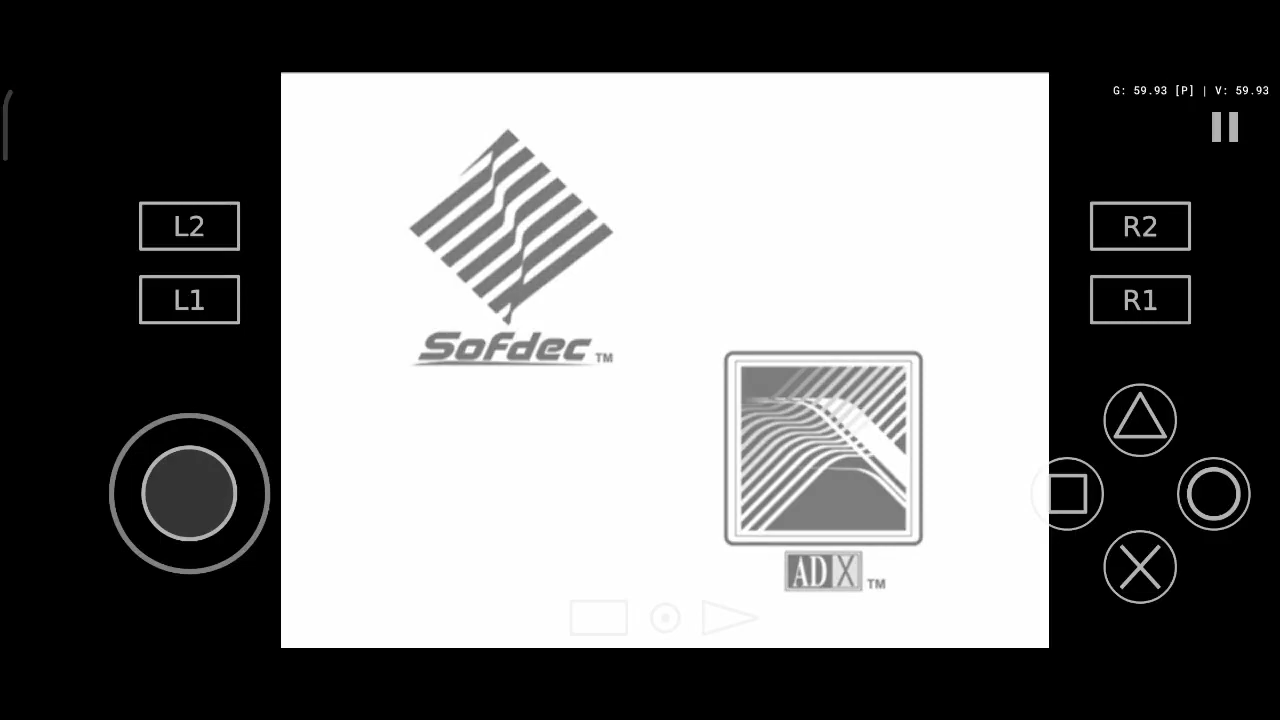 G: 59.93 [P] | V: 59.93
L2
R2
L1
R1
Sofdec TM
ADX TM